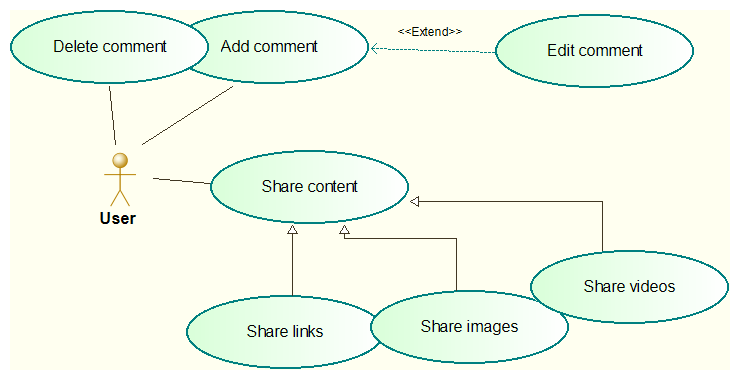 Delete comment
Add comment
<<Extend>>
Edit comment
Share content
User
Share links
Share images
Share videos